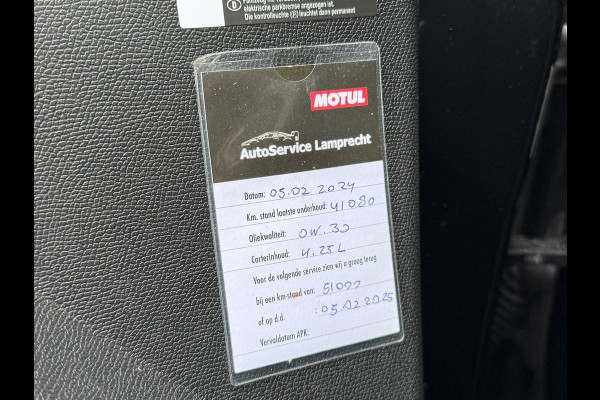 elektrische parkeremse angezogen ist.
Die Kontrolleuchte (P) leuchtet dann permanent
D
MOTUL
AutoService Lamprecht
Datum: 05.02 2024
Km. stand laatste onderhoud: 41080
Oliekwaliteit: 0W.30
Carterinhoud: 4.25 L
Voor de volgende service zien wij u graag terug
bij een km-stand van: 51000
of op d.d. : 05.02 2025
Vervaldatum APK: